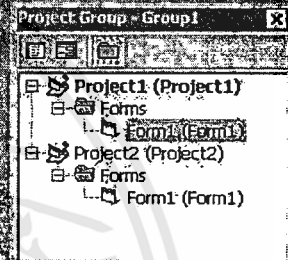 Project Group - Group1
Project1 (Project1)
Forms
Form1 (Form1)
Project2 (Project2)
Forms
Form1 (Form1)